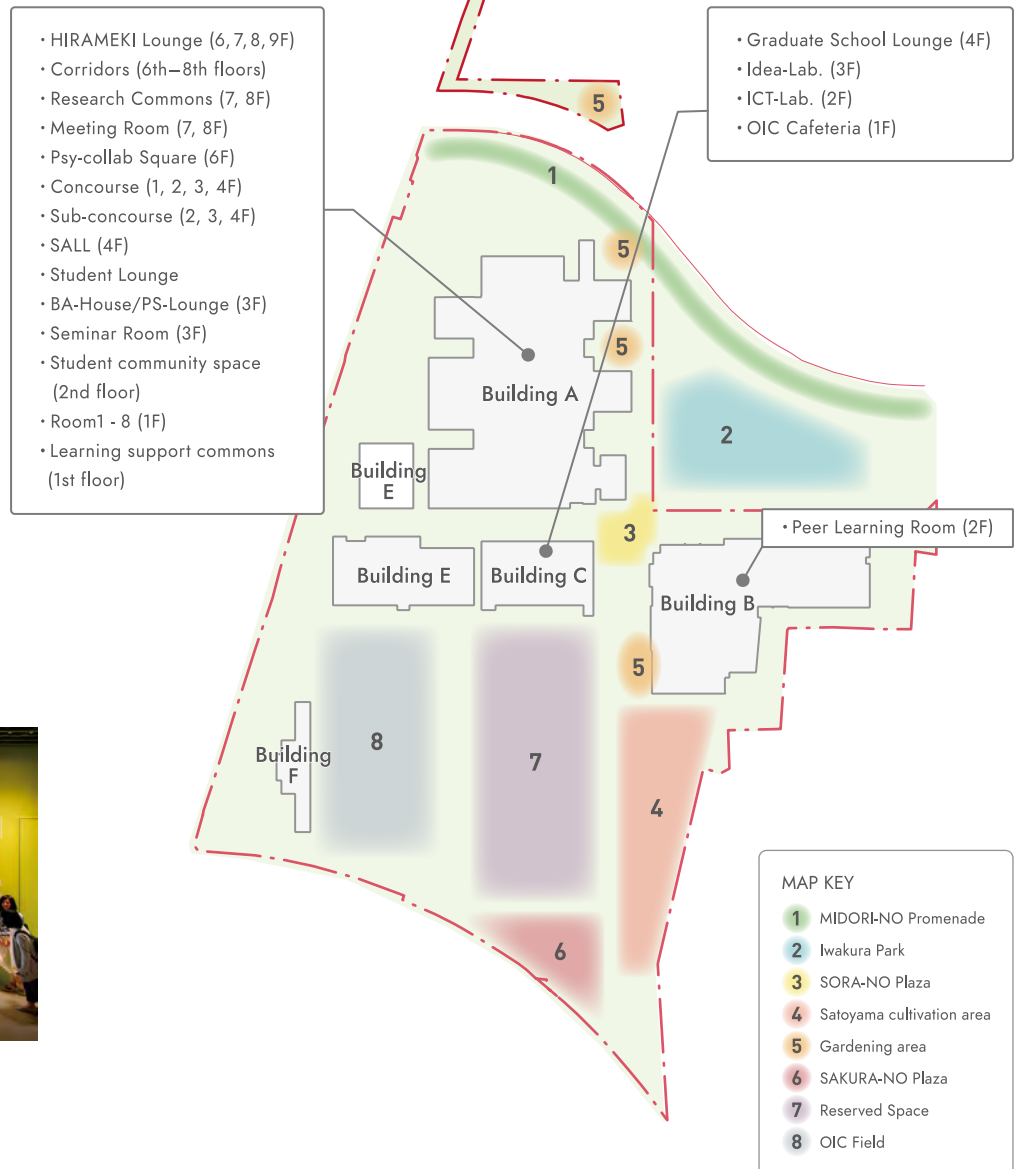 · HIRAMEKI Lounge (6, 7, 8, 9F)
· Corridors (6th–8th floors)
· Research Commons (7, 8F)
· Meeting Room (7, 8F)
· Psy-collab Square (6F)
· Concourse (1, 2, 3, 4F)
· Sub-concourse (2, 3, 4F)
· SALL (4F)
· Student Lounge
· BA-House/PS-Lounge (3F)
· Seminar Room (3F)
· Student community space
(2nd floor)
· Room1 - 8 (1F)
· Learning support commons
(1st floor)
· Graduate School Lounge (4F)
· Idea-Lab. (3F)
· ICT-Lab. (2F)
· OIC Cafeteria (1F)
5
1
5
5
Building A
2
Building
E
3
· Peer Learning Room (2F)
Building E
Building C
Building B
5
8
7
Building
F
4
6
MAP KEY
1 MIDORI-NO Promenade
2 Iwakura Park
3 SORA-NO Plaza
4 Satoyama cultivation area
5 Gardening area
6 SAKURA-NO Plaza
7 Reserved Space
8 OIC Field